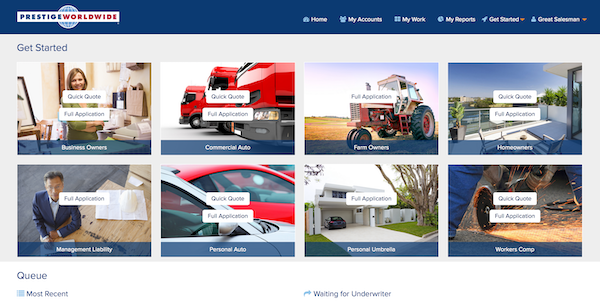 PRESTIGEWORLDWIDE
Home
My Accounts
My Work
My Reports
Get Started
Great Salesman
Get Started
Quick Quote
Full Application
Business Owners
Quick Quote
Full Application
Commercial Auto
Full Application
Farm Owners
Quick Quote
Full Application
Homeowners
Full Application
Management Liability
Quick Quote
Full Application
Personal Auto
Full Application
Personal Umbrella
Quick Quote
Full Application
Workers Comp
Queue
Most Recent
Waiting for Underwriter